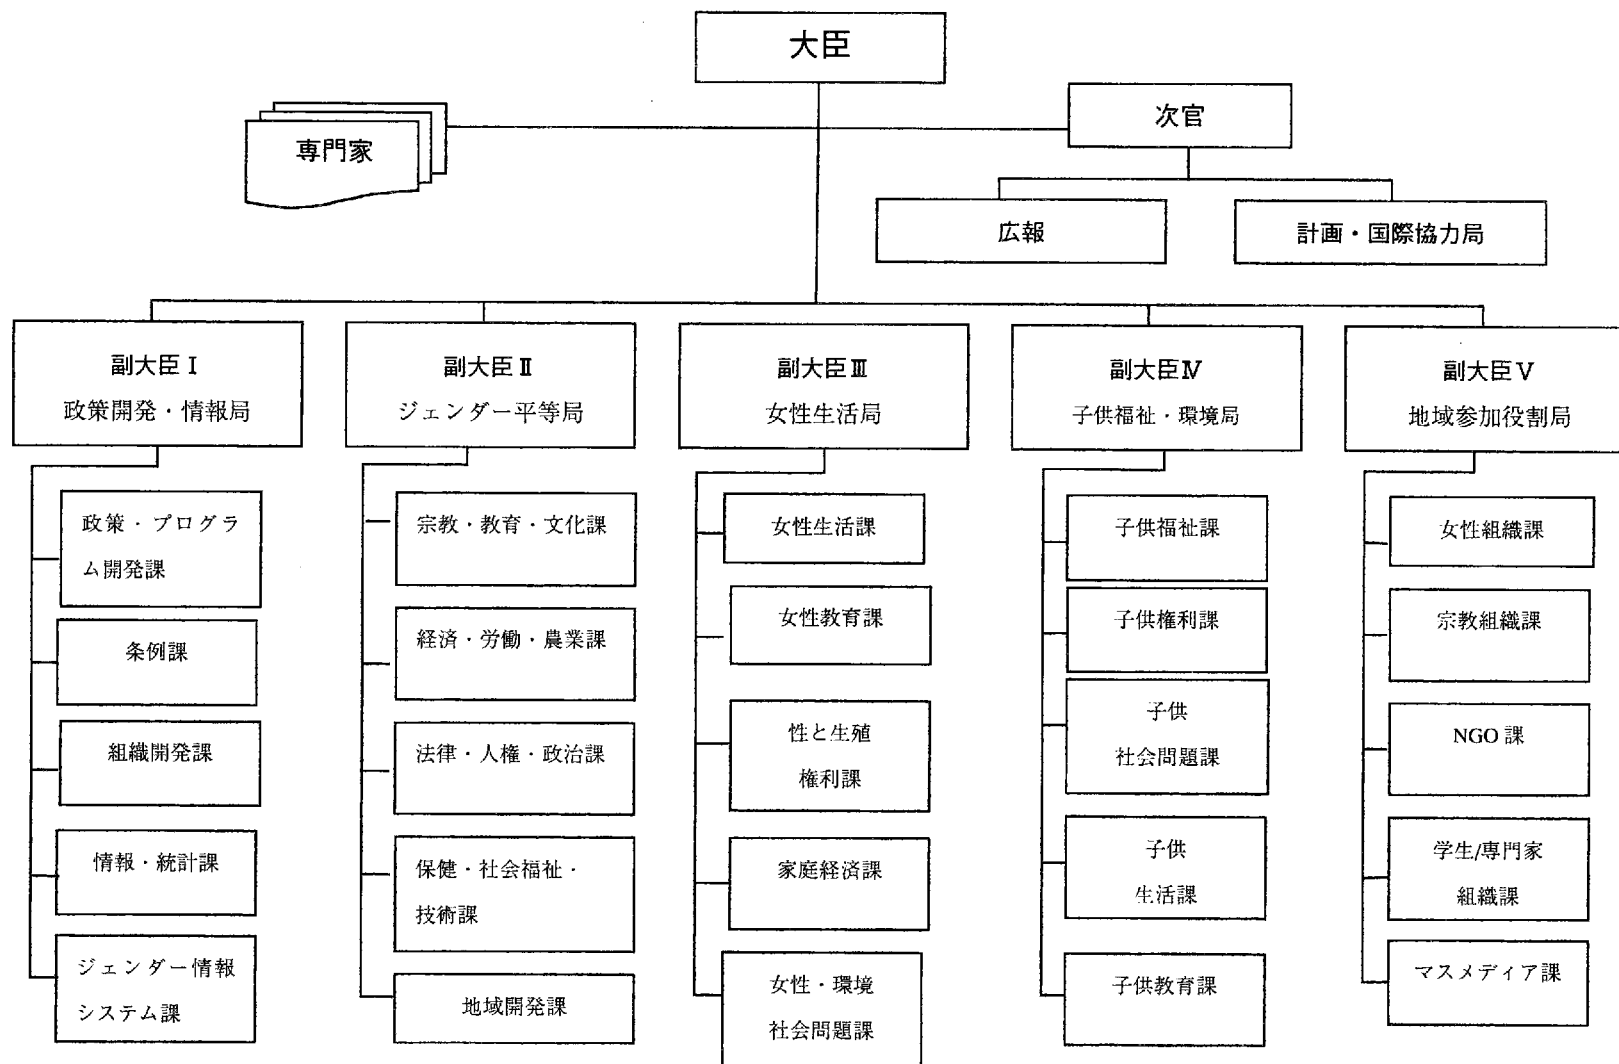 大臣
次官
専門家
広報
計画・国際協力局
副大臣Ⅰ
政策開発・情報局
副大臣Ⅱ
ジェンダー平等局
副大臣Ⅲ
女性生活局
副大臣Ⅳ
子供福祉・環境局
副大臣Ⅴ
地域参加役割局
政策・プログラ
ム開発課
条例課
組織開発課
情報・統計課
ジェンダー情報
システム課
宗教・教育・文化課
経済・労働・農業課
法律・人権・政治課
保健・社会福祉・
技術課
地域開発課
女性生活課
女性教育課
性と生殖
権利課
家庭経済課
女性・環境
社会問題課
子供福祉課
子供権利課
子供
社会問題課
子供
生活課
子供教育課
女性組織課
宗教組織課
NGO 課
学生/専門家
組織課
マスメディア課